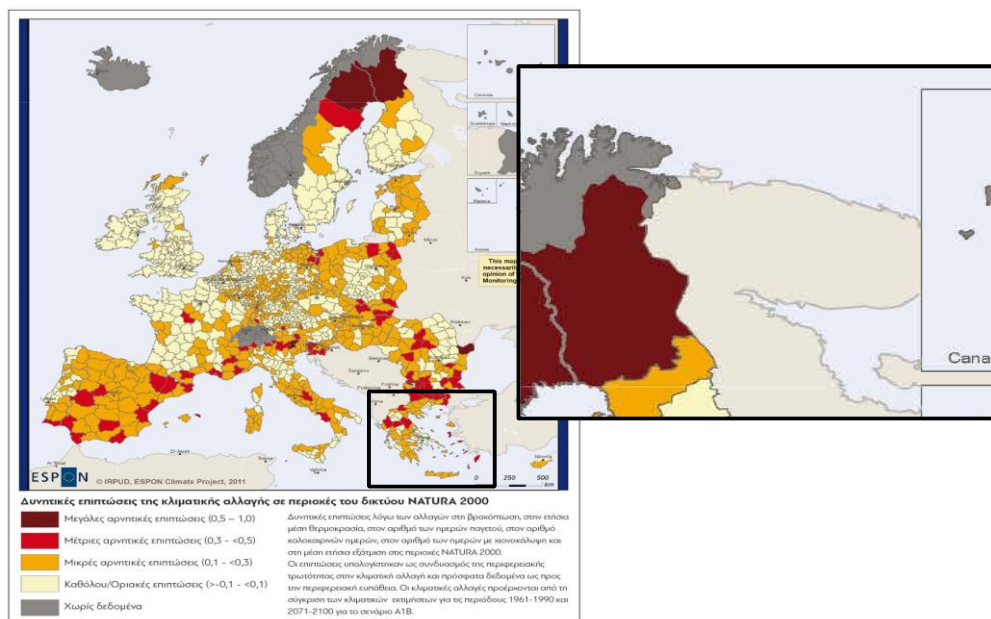 Canarias
Guadeloupe
Guyane
Madeira
Azores
This map
necessarily
opinion of
Monitoring
Cana
ESPON
© IRPUD, ESPON Climate Project, 2011
0 250 500
km
Δυνητικές επιπτώσεις της κλιματικής αλλαγής σε περιοχές του δικτύου NATURA 2000
Μεγάλες αρνητικές επιπτώσεις (0,5 – 1,0)
Μέτριες αρνητικές επιπτώσεις (0,3 - <0,5)
Μικρές αρνητικές επιπτώσεις (0,1 - <0,3)
Καθόλου/Οριακές επιπτώσεις (>-0,1 - <0,1)
Χωρίς δεδομένα
Δυνητικές επιπτώσεις λόγω των αλλαγών στη βροχόπτωση, στην ετήσια
μέση θερμοκρασία, στον αριθμό των ημερών παγετού, στον αριθμό
καλοκαιρινών ημερών, στον αριθμό των ημερών με χιονοκάλυψη και
στη μέση ετήσια εξάτμιση στις περιοχές NATURA 2000.
Οι επιπτώσεις υπολογίστηκαν ως συνδυασμός της περιφερειακής
τρωτότητας στην κλιματική αλλαγή και πρόσφατα δεδομένα ως προς
την περιφερειακή ευπάθεια. Οι κλιματικές αλλαγές προέρχονται από τη
σύγκριση των κλιματικών εκτιμήσεων για τις περιόδους 1961-1990 και
2071-2100 για το σενάριο A1B.